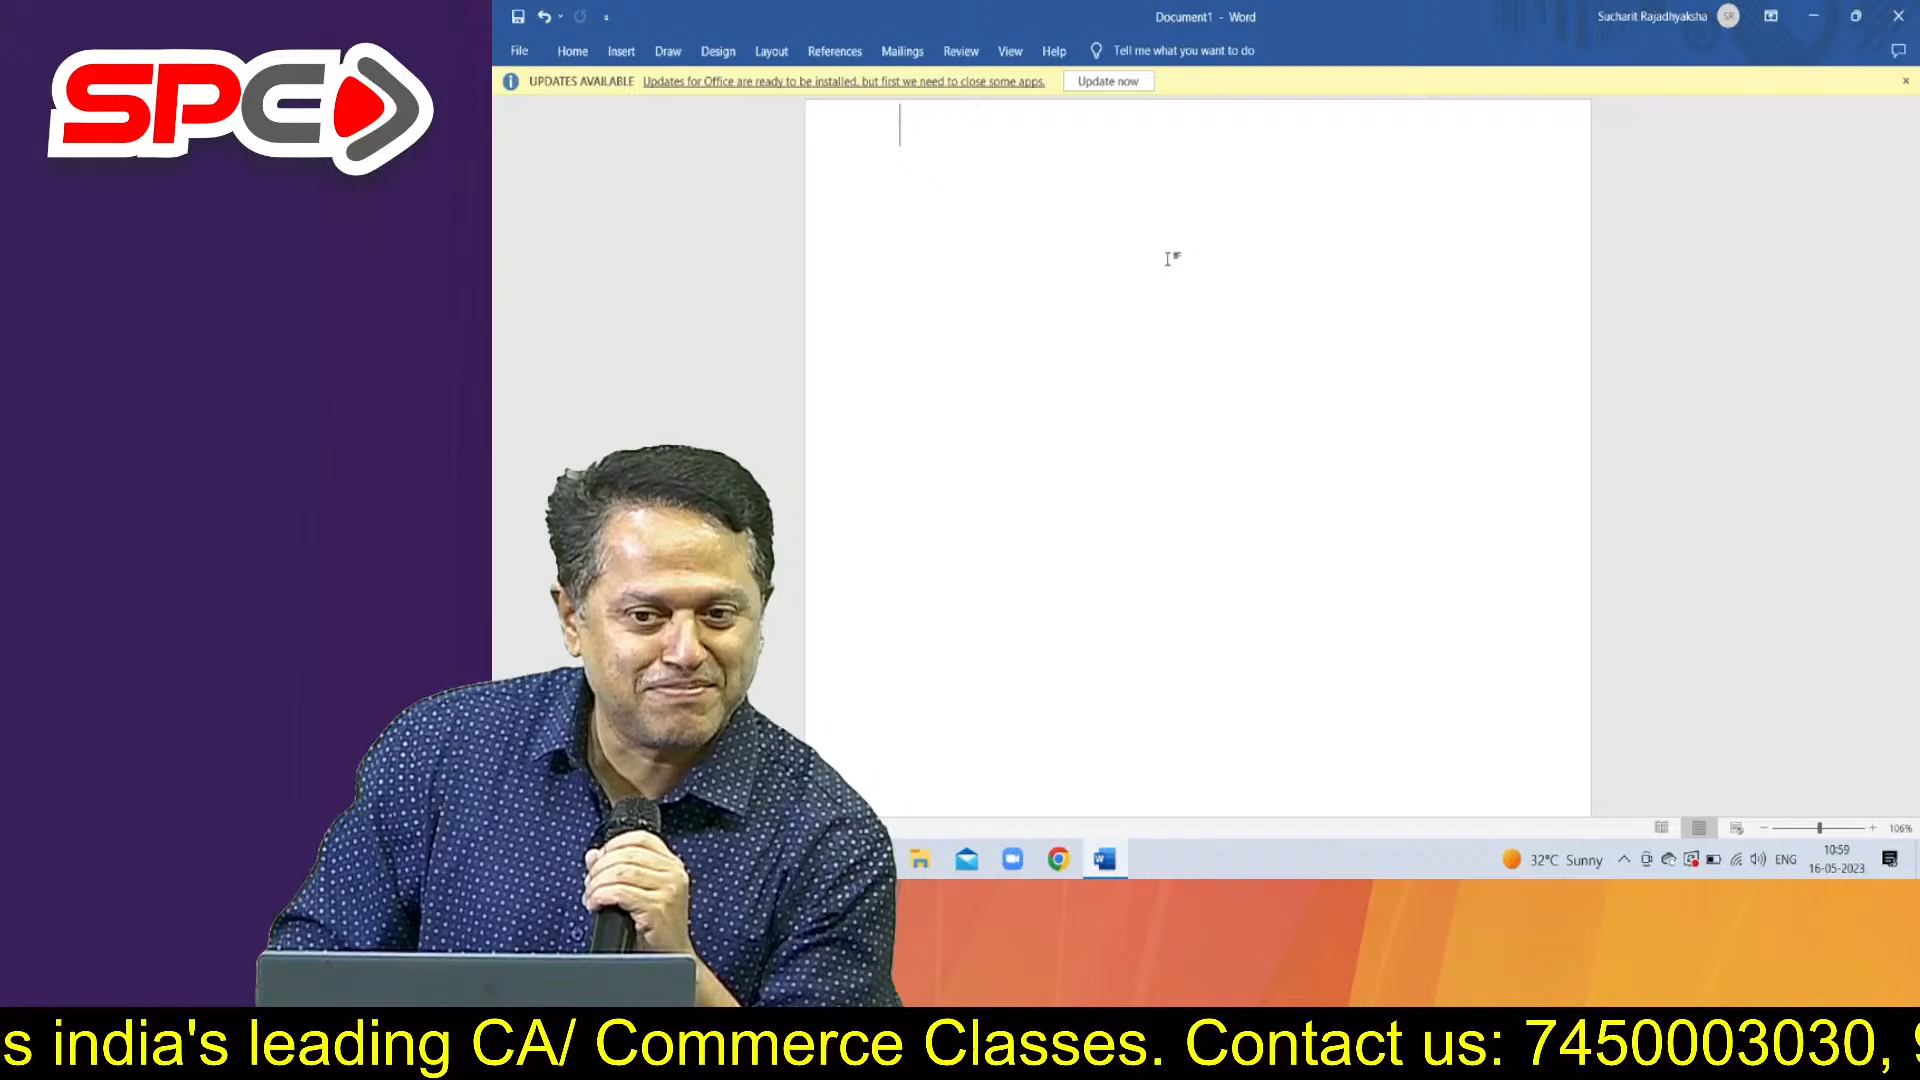 SPC
Document1 - Word
Sucharit Rajadhyaksha
SR
File Home Insert Draw Design Layout References Mailings Review View Help Tell me what you want to do
UPDATES AVAILABLE Updates for Office are ready to be installed, but first we need to close some apps. Update now
106%
32°C Sunny
ENG
10:59
16-05-2023
s india's leading CA/ Commerce Classes. Contact us: 7450003030,